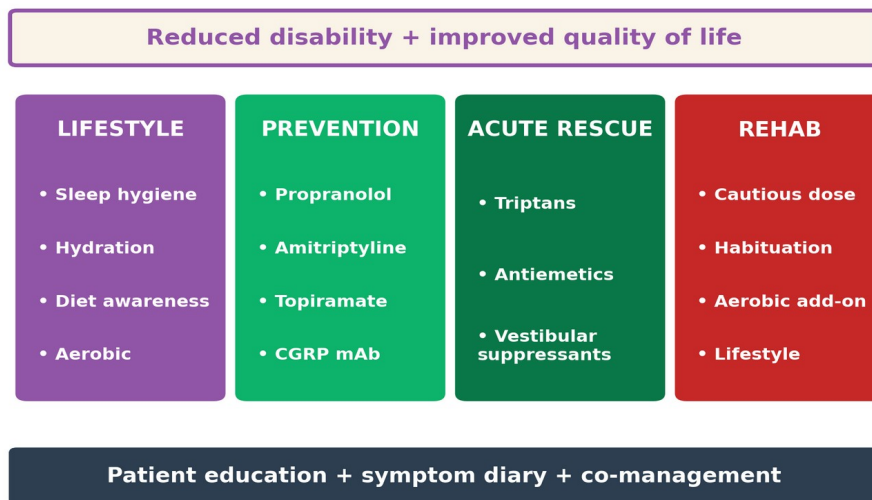 Reduced disability + improved quality of life
LIFESTYLE
• Sleep hygiene
• Hydration
• Diet awareness
• Aerobic
PREVENTION
• Propranolol
• Amitriptyline
• Topiramate
• CGRP mAb
ACUTE RESCUE
• Triptans
• Antiemetics
• Vestibular
suppressants
REHAB
• Cautious dose
• Habituation
• Aerobic add-on
• Lifestyle
Patient education + symptom diary + co-management